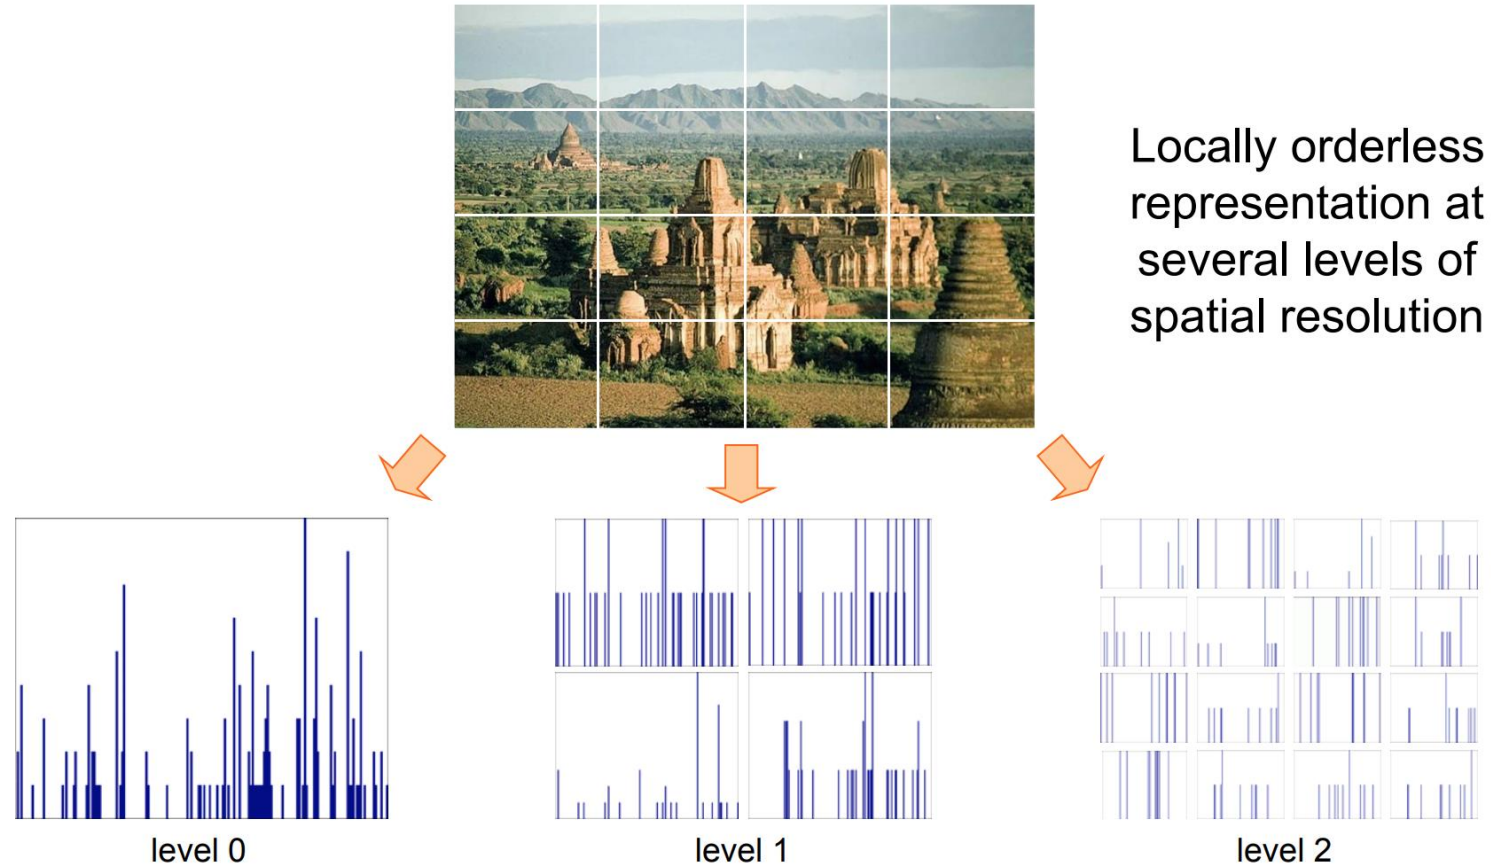 Locally orderless
representation at
several levels of
spatial resolution
level 0
level 1
level 2